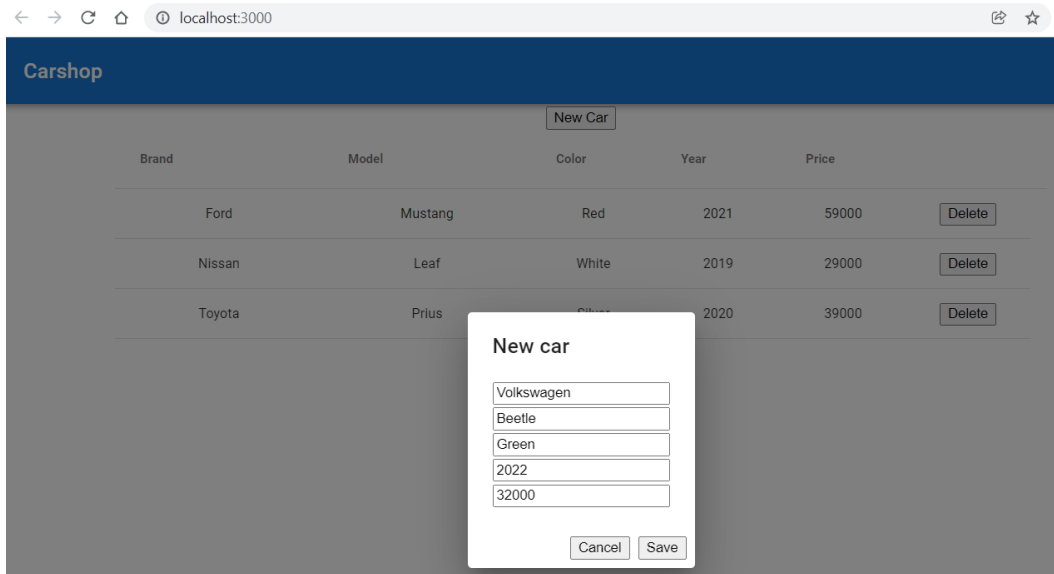 localhost:3000
Carshop
New Car
Brand Model Color Year Price
Ford Mustang Red 2021 59000 Delete
Nissan Leaf White 2019 29000 Delete
Toyota Prius Silver 2020 39000 Delete
New car
Volkswagen
Beetle
Green
2022
32000
Cancel Save